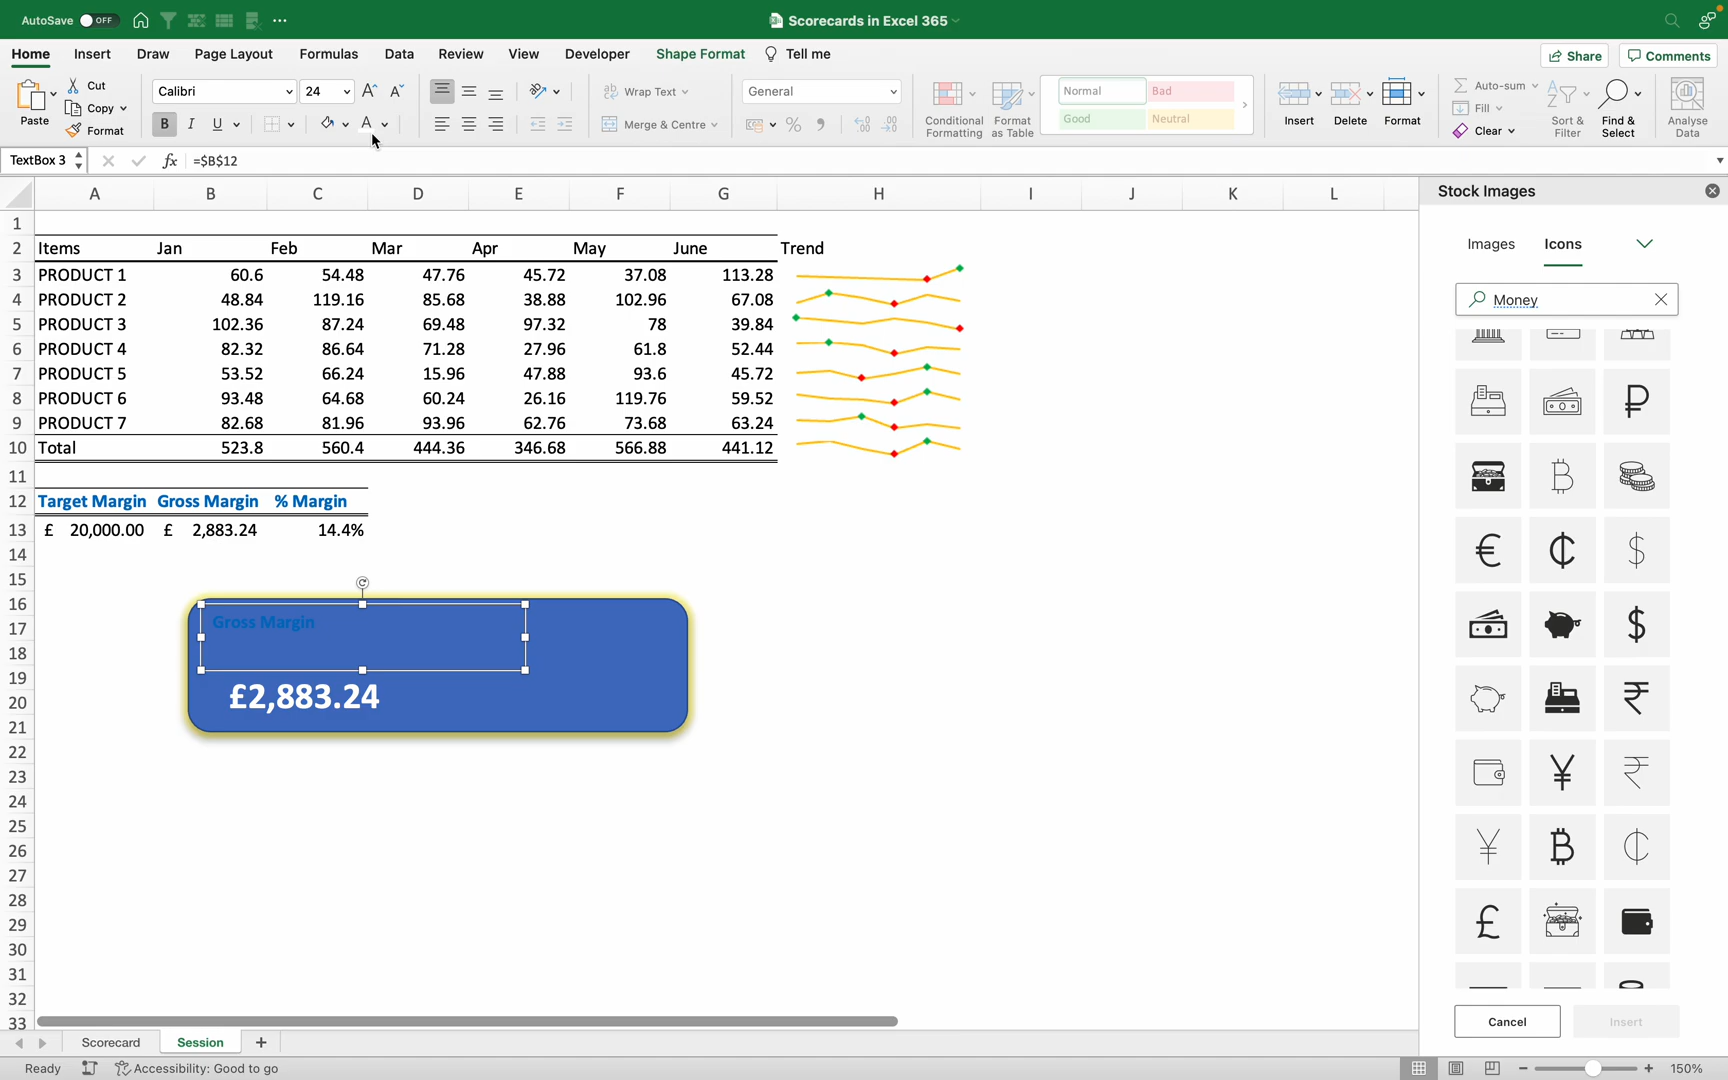 AutoSave OFF
Scorecards in Excel 365
Home Insert Draw Page Layout Formulas Data Review View Developer Shape Format Tell me Share Comments
Paste Cut Copy Format
Calibri 24
B I U A
Wrap Text
Merge & Centre
General
Conditional Formatting
Format as Table
Normal Bad
Good Neutral
Insert Delete Format
Auto-sum
Fill
Clear
Sort & Filter
Find & Select
Analyse Data
TextBox 3 fx =$B$12
A B C D E F G H I J K L
1
2 Items Jan Feb Mar Apr May June Trend
3 PRODUCT 1 60.6 54.48 47.76 45.72 37.08 113.28
4 PRODUCT 2 48.84 119.16 85.68 38.88 102.96 67.08
5 PRODUCT 3 102.36 87.24 69.48 97.32 78 39.84
6 PRODUCT 4 82.32 86.64 71.28 27.96 61.8 52.44
7 PRODUCT 5 53.52 66.24 15.96 47.88 93.6 45.72
8 PRODUCT 6 93.48 64.68 60.24 26.16 119.76 59.52
9 PRODUCT 7 82.68 81.96 93.96 62.76 73.68 63.24
10 Total 523.8 560.4 444.36 346.68 566.88 441.12
11
12 Target Margin Gross Margin % Margin
13 £ 20,000.00 £ 2,883.24 14.4%
14
15
16
17 Gross Margin
18
19
20 £2,883.24
21
22
23
24
25
26
27
28
29
30
31
32
33
Stock Images
Images Icons
Money
Cancel Insert
Scorecard Session +
Ready Accessibility: Good to go 150%